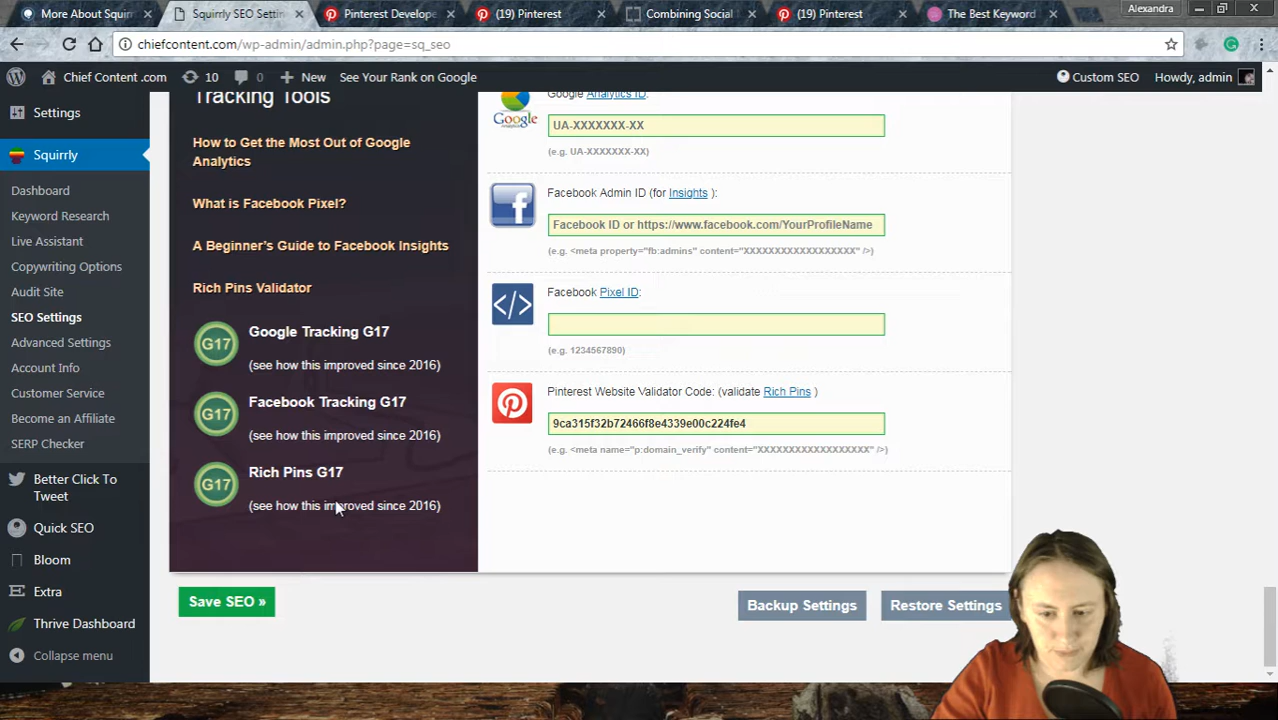 More About Squir
Squirrly SEO Settin
Pinterest Develope
(19) Pinterest
Combining Social
(19) Pinterest
The Best Keyword
Alexandra
chiefcontent.com/wp-admin/admin.php?page=sq_seo
Chief Content .com
10
0
New
See Your Rank on Google
Custom SEO
Howdy, admin
Settings
Squirrly
Dashboard
Keyword Research
Live Assistant
Copywriting Options
Audit Site
SEO Settings
Advanced Settings
Account Info
Customer Service
Become an Affiliate
SERP Checker
Better Click To
Tweet
Quick SEO
Bloom
Extra
Thrive Dashboard
Collapse menu
Tracking Tools
How to Get the Most Out of Google
Analytics
What is Facebook Pixel?
A Beginner's Guide to Facebook Insights
Rich Pins Validator
G17
Google Tracking G17
(see how this improved since 2016)
G17
Facebook Tracking G17
(see how this improved since 2016)
G17
Rich Pins G17
(see how this improved since 2016)
Google
Google Analytics ID:
UA-XXXXXXX-XX
(e.g. UA-XXXXXXX-XX)
Facebook Admin ID (for Insights ):
Facebook ID or https://www.facebook.com/YourProfileName
(e.g. <meta property="fb:admins" content="XXXXXXXXXXXXXXXXXX" />)
</>
Facebook Pixel ID:
(e.g. 1234567890)
Pinterest Website Validator Code: (validate Rich Pins )
9ca315f32b72466f8e4339e00c224fe4
(e.g. <meta name="p:domain_verify" content="XXXXXXXXXXXXXXXXXX" />)
Save SEO »
Backup Settings
Restore Settings